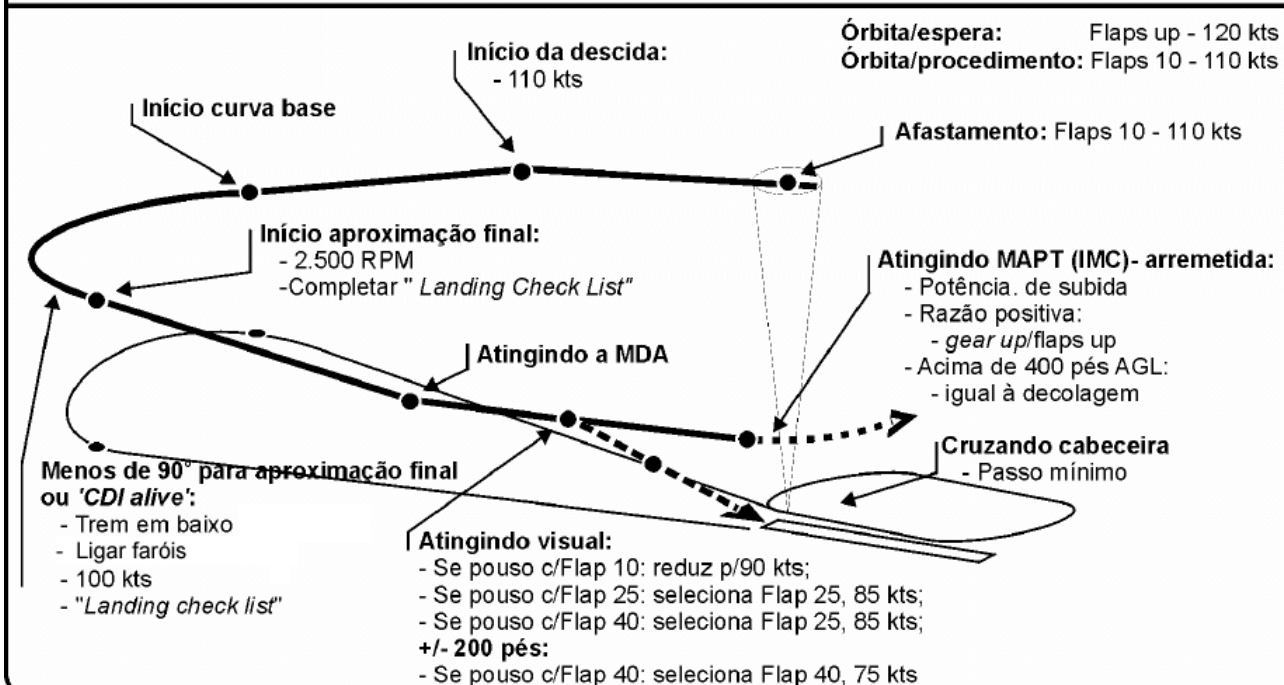 Órbita/espera: Flaps up - 120 kts
Órbita/procedimento: Flaps 10 - 110 kts
Início da descida:
- 110 kts
Início curva base
Afastamento: Flaps 10 - 110 kts
Início aproximação final:
- 2.500 RPM
-Completar " Landing Check List"
Atingindo MAPT (IMC)- arremetida:
- Potência. de subida
- Razão positiva:
- gear up/flaps up
- Acima de 400 pés AGL:
- igual à decolagem
Atingindo a MDA
Cruzando cabeceira
- Passo mínimo
Menos de 90° para aproximação final
ou 'CDI alive':
- Trem em baixo
- Ligar faróis
- 100 kts
- "Landing check list"
Atingindo visual:
- Se pouso c/Flap 10: reduz p/90 kts;
- Se pouso c/Flap 25: seleciona Flap 25, 85 kts;
- Se pouso c/Flap 40: seleciona Flap 25, 85 kts;
+/- 200 pés:
- Se pouso c/Flap 40: seleciona Flap 40, 75 kts